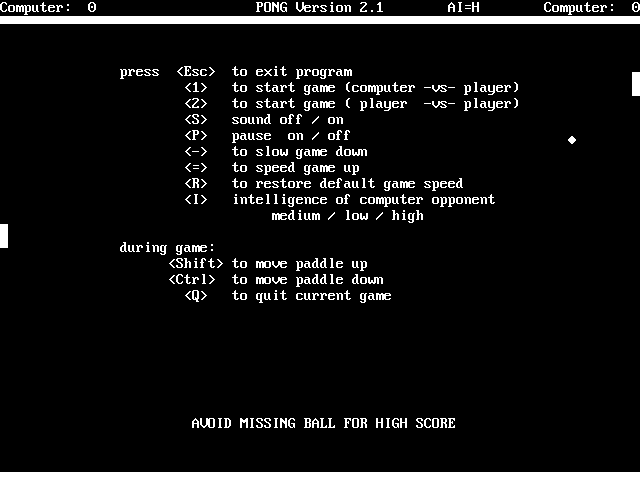 Computer:  0    PONG Version 2.1    AI=H    Computer:  0
press  <Esc>  to exit program
<1>  to start game (computer -vs- player)
<2>  to start game ( player  -vs- player)
<S>  sound off / on
<P>  pause  on / off
<->  to slow game down
<=>  to speed game up
<R>  to restore default game speed
<I>  intelligence of computer opponent
medium / low / high
during game:
<Shift> to move paddle up
<Ctrl>  to move paddle down
<Q>  to quit current game
AVOID MISSING BALL FOR HIGH SCORE